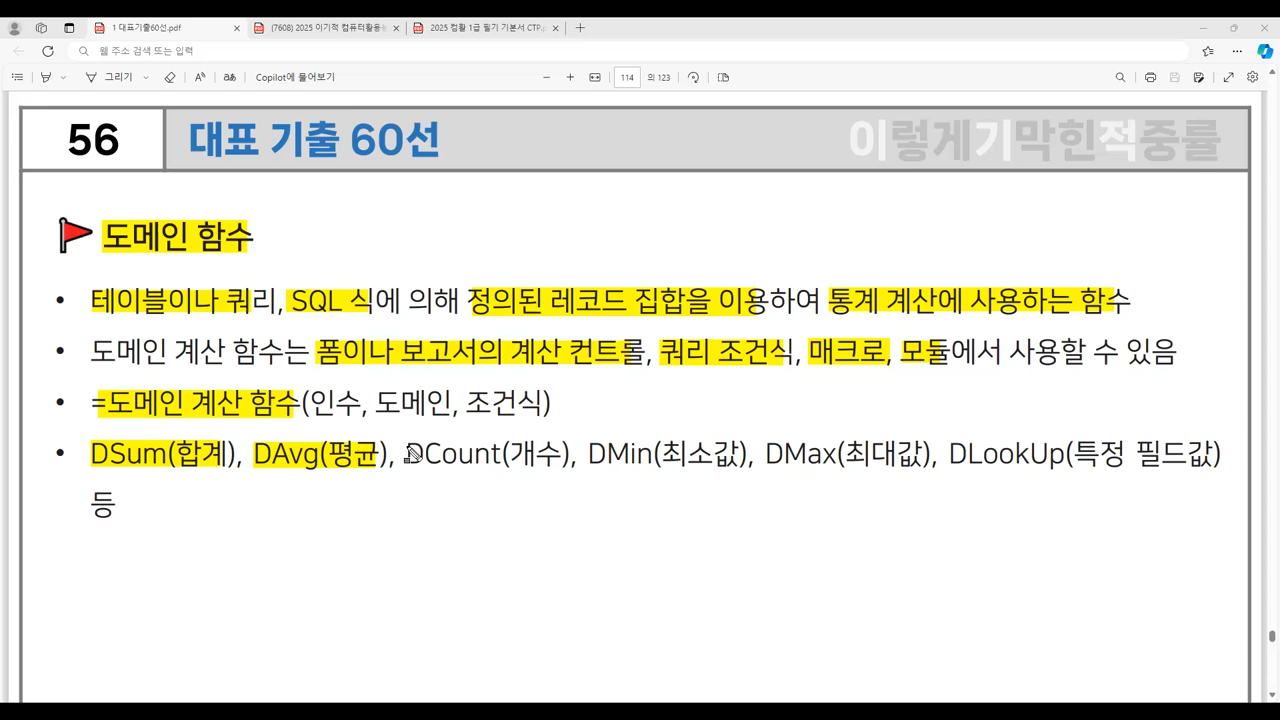 1 대표기출60선.pdf
(7608) 2025 이기적 컴퓨터활용능
2025 컴활 1급 필기 기본서 CTP.p
웹 주소 검색 또는 입력
그리기
Copilot에 물어보기
114 의 123
56 대표 기출 60선 이렇게기막힌적중률
도메인 함수
• 테이블이나 쿼리, SQL 식에 의해 정의된 레코드 집합을 이용하여 통계 계산에 사용하는 함수
• 도메인 계산 함수는 폼이나 보고서의 계산 컨트롤, 쿼리 조건식, 매크로, 모듈에서 사용할 수 있음
• =도메인 계산 함수(인수, 도메인, 조건식)
• DSum(합계), DAvg(평균), DCount(개수), DMin(최소값), DMax(최대값), DLookUp(특정 필드값)
등